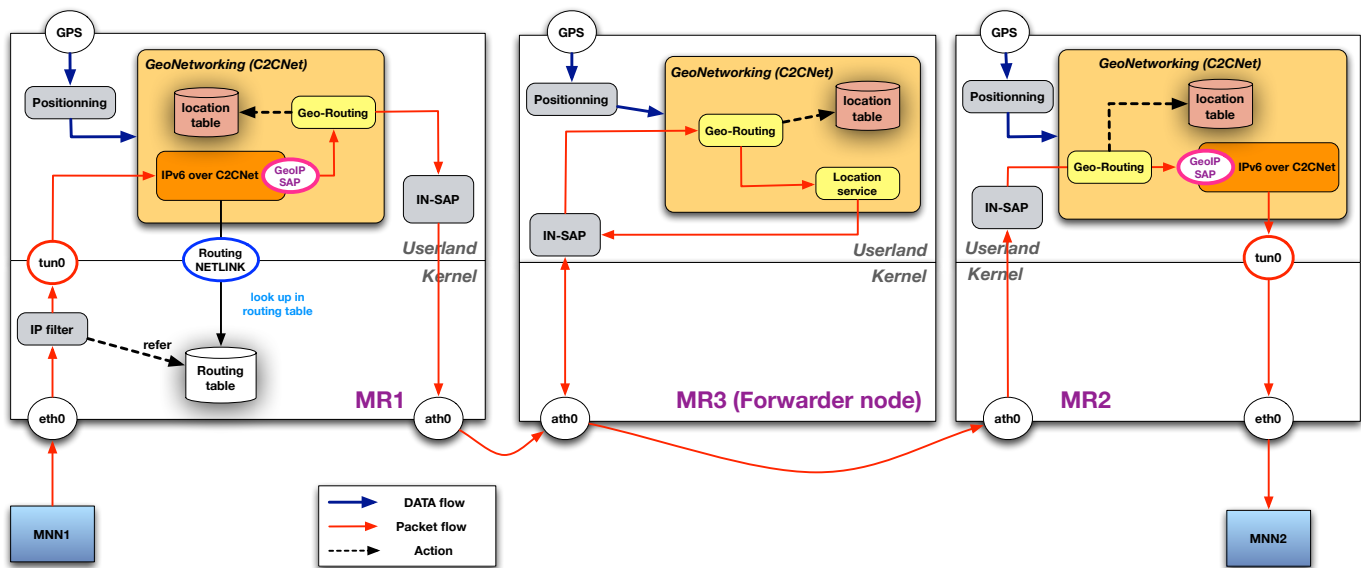 GPS
Positionning
GeoNetworking (C2CNet)
location
table
Geo-Routing
IPv6 over C2CNet
GeoIP
SAP
IN-SAP
tun0
Routing
NETLINK
Userland
Kernel
look up in
routing table
IP filter
refer
Routing
table
MR1
eth0
ath0
MNN1
GPS
Positionning
GeoNetworking (C2CNet)
location
table
Geo-Routing
Location
service
IN-SAP
Userland
Kernel
MR3 (Forwarder node)
ath0
GPS
Positionning
GeoNetworking (C2CNet)
location
table
Geo-Routing
GeoIP
SAP
IPv6 over C2CNet
IN-SAP
Userland
Kernel
tun0
MR2
ath0
eth0
MNN2
DATA flow
Packet flow
Action